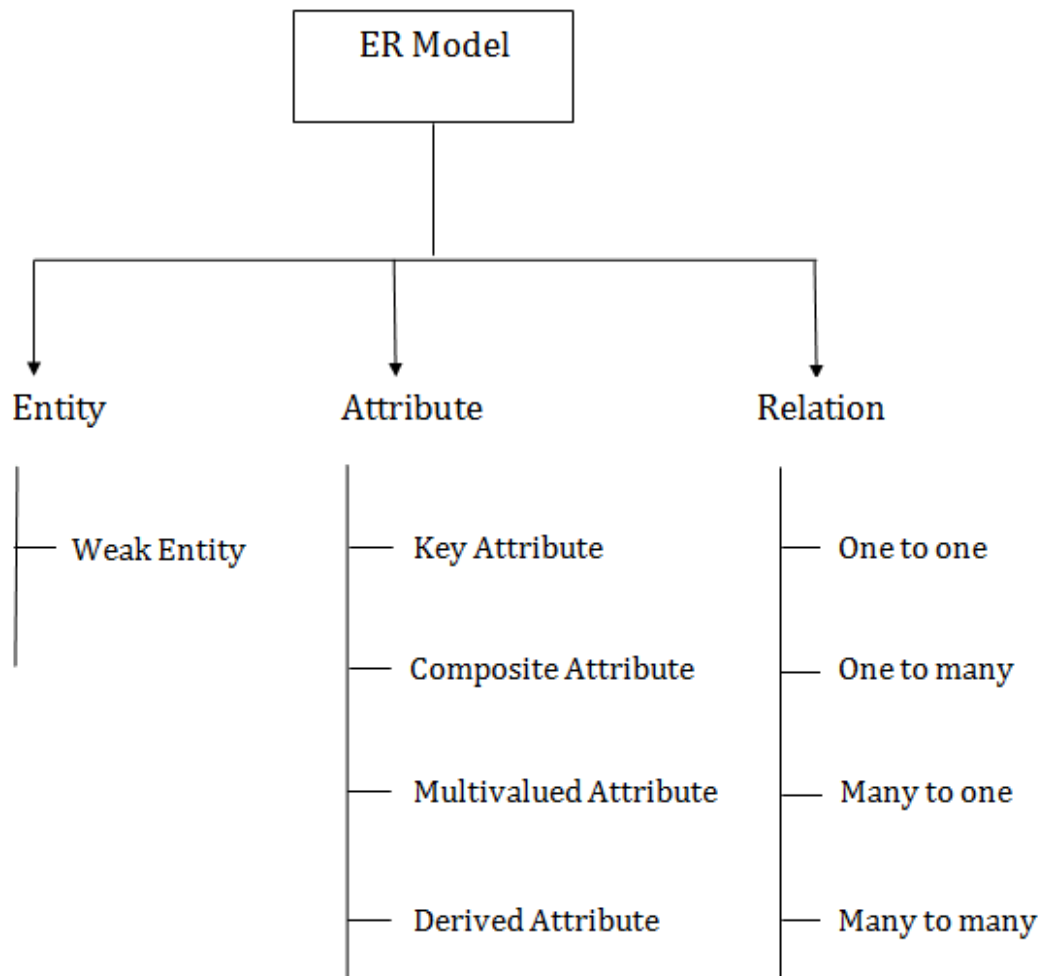 ER Model
Entity
Attribute
Relation
Weak Entity
Key Attribute
One to one
Composite Attribute
One to many
Multivalued Attribute
Many to one
Derived Attribute
Many to many